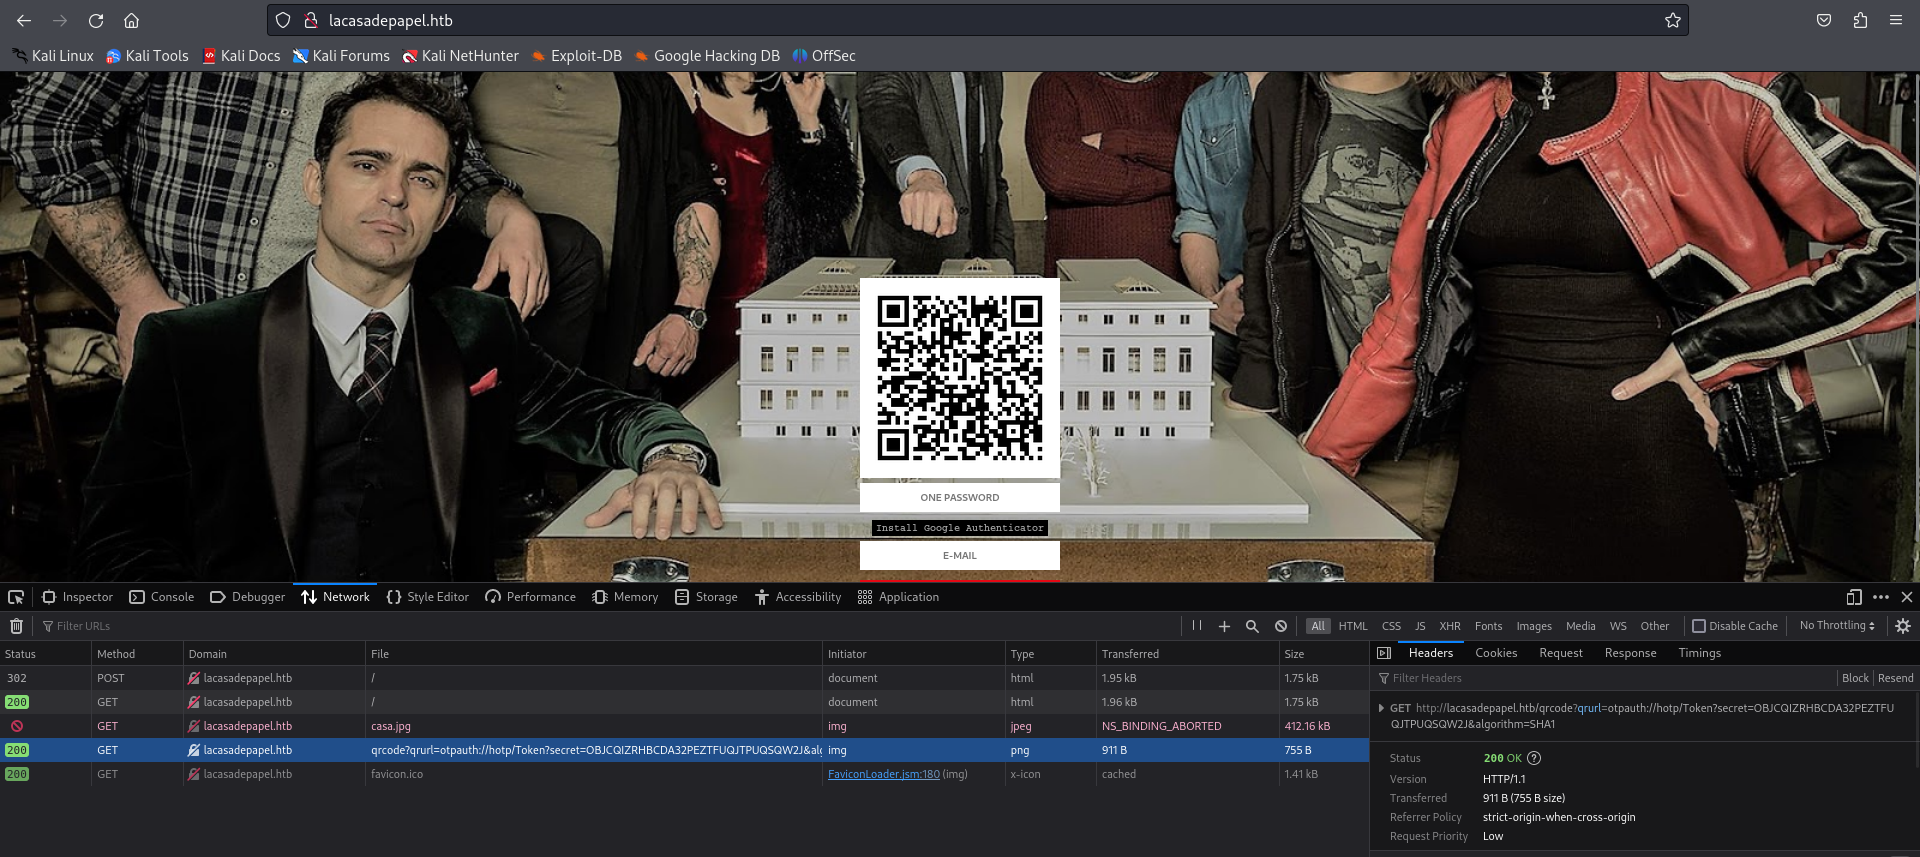 lacasadepapel.htb
Kali Linux Kali Tools Kali Docs Kali Forums Kali NetHunter Exploit-DB Google Hacking DB OffSec
ONE PASSWORD
Install Google Authenticator
E-MAIL
Inspector Console Debugger Network Style Editor Performance Memory Storage Accessibility Application
Filter URLs All HTML CSS JS XHR Fonts Images Media WS Other Disable Cache No Throttling
Status Method Domain File Initiator Type Transferred Size
302 POST lacasadepapel.htb / document html 1.95 kB 1.75 kB
200 GET lacasadepapel.htb / document html 1.96 kB 1.75 kB
GET lacasadepapel.htb casa.jpg img jpeg NS_BINDING_ABORTED 412.16 kB
200 GET lacasadepapel.htb qrcode?qrurl=otpauth://hotp/Token?secret=OBJCQIZRHBCDA32PEZTFUQJTPUQSQW2J&alg img png 911 B 755 B
200 GET lacasadepapel.htb favicon.ico FaviconLoader.jsm:180 (img) x-icon cached 1.41 kB
Headers Cookies Request Response Timings
Filter Headers Block Resend
GET http://lacasadepapel.htb/qrcode?qrurl=otpauth://hotp/Token?secret=OBJCQIZRHBCDA32PEZTFU
QJTPUQSQW2J&algorithm=SHA1
Status 200 OK ?
Version HTTP/1.1
Transferred 911 B (755 B size)
Referrer Policy strict-origin-when-cross-origin
Request Priority Low